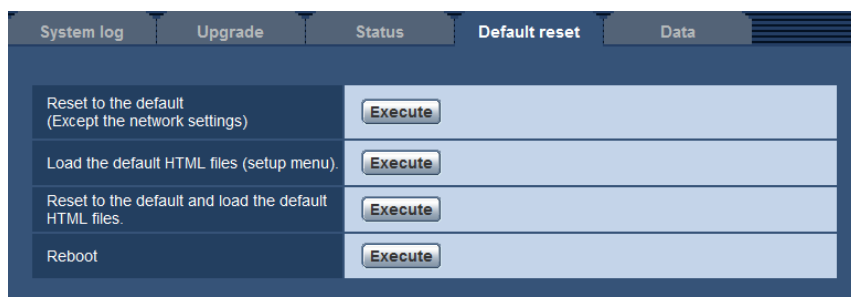 System log Upgrade Status Default reset Data
Reset to the default
(Except the network settings)
Execute
Load the default HTML files (setup menu).
Execute
Reset to the default and load the default
HTML files.
Execute
Reboot
Execute